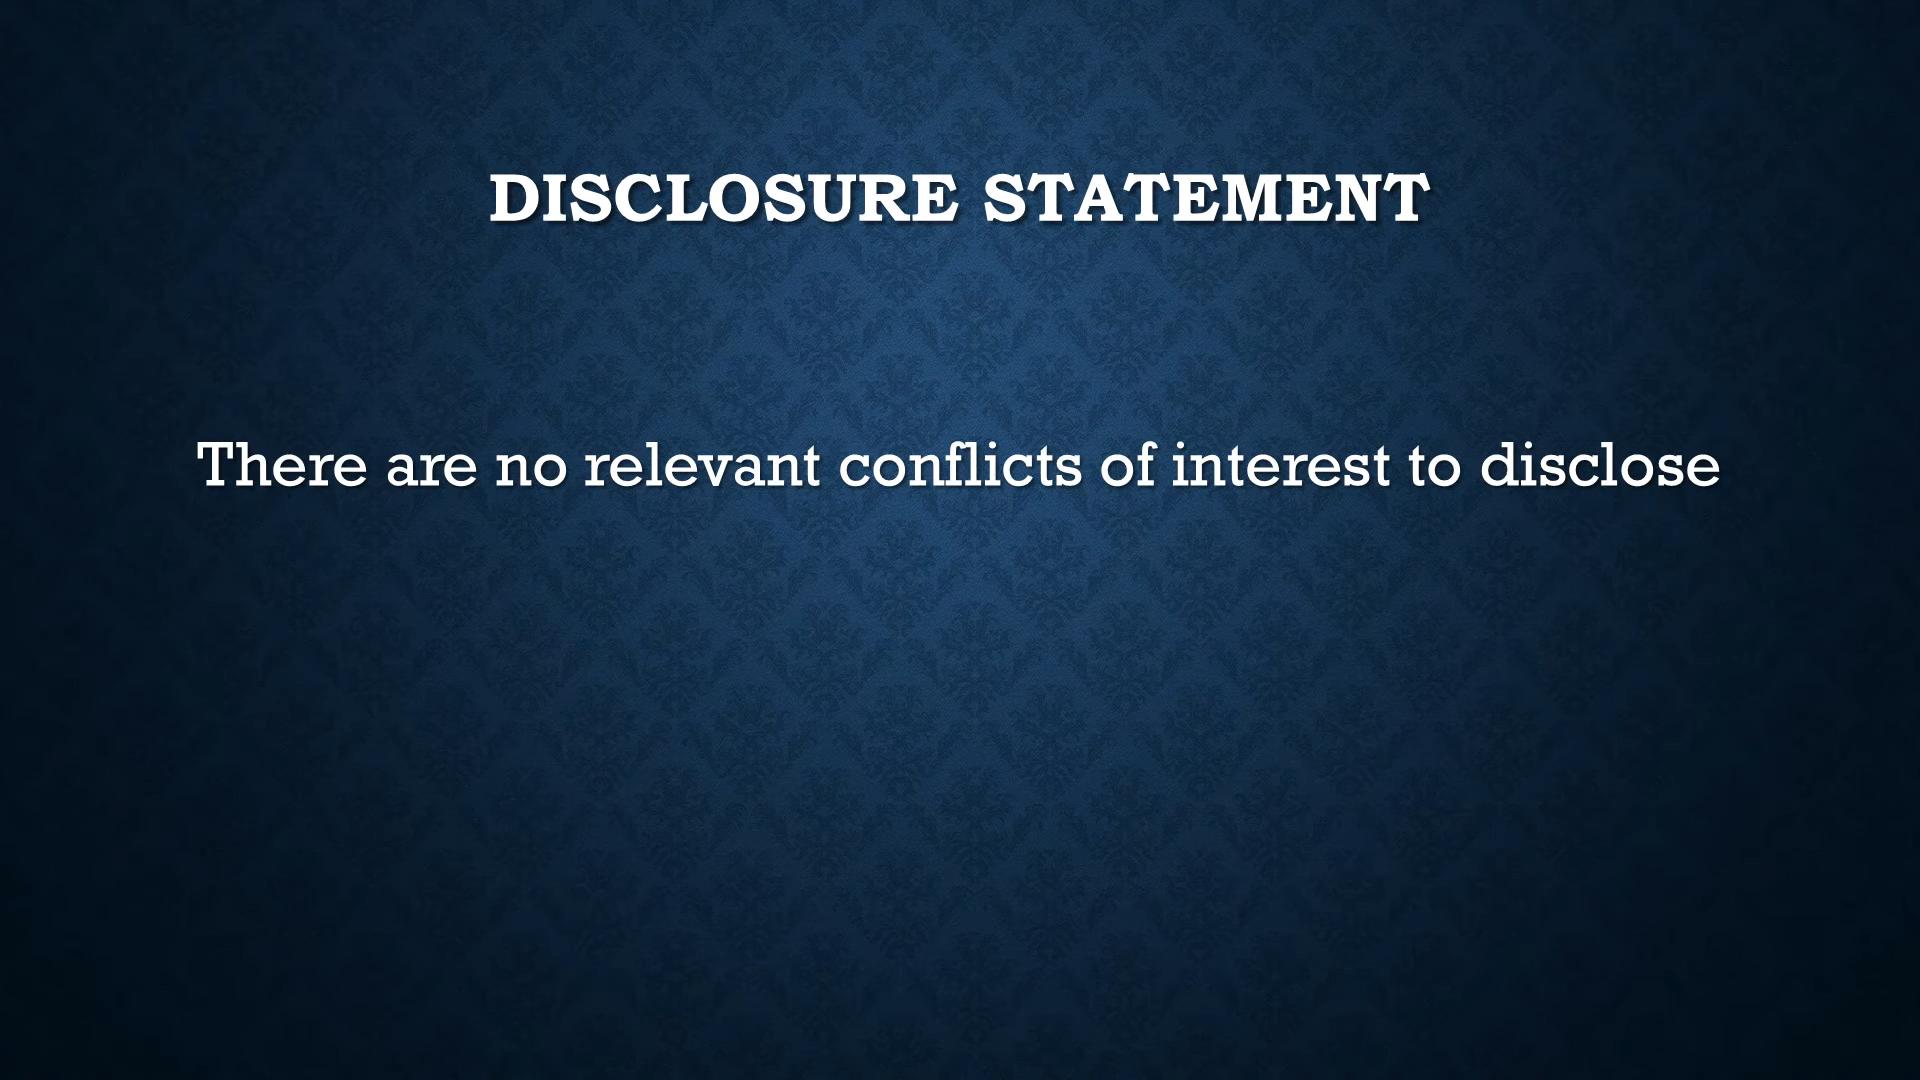 DISCLOSURE STATEMENT
There are no relevant conflicts of interest to disclose